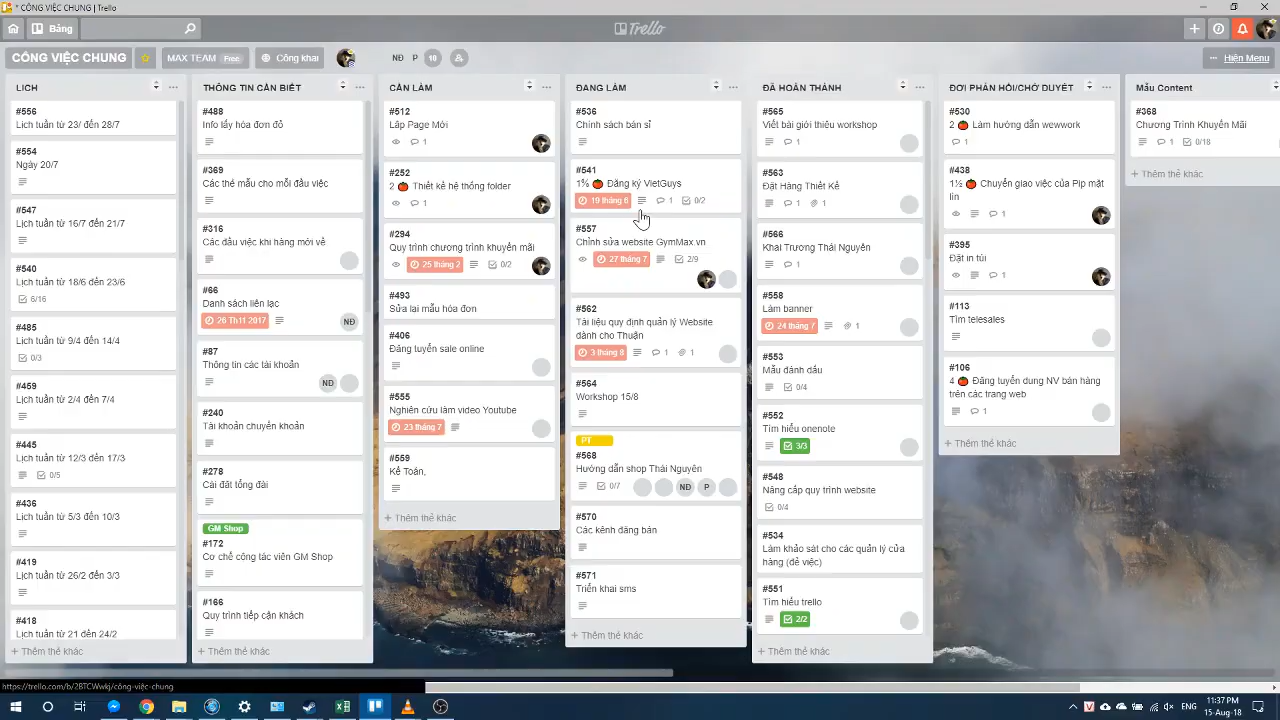 * CÔNG VIỆC CHUNG | Trello
Bảng
Trello
CÔNG VIỆC CHUNG
MAX TEAM Free
Công khai
NĐ P 10
Hiện Menu
LỊCH
#556
Lịch tuần từ 23/ đến 28/7
#554
Ngày 20/7
#547
Lịch tuần từ 16/7 đến 21/7
#540
Lịch tuần từ 18/6 đến 23/6
6/16
#485
Lịch tuần từ 9/4 đến 14/4
0/3
#459
Lịch tuần từ 2/4 đến 7/4
#445
Lịch tuần từ 12/3 đến 17/3
#436
Lịch tuần từ 5/2 đến 10/3
#419
Lịch tuần từ 26/2 đến 3/3
#418
+ Thêm thẻ khác
THÔNG TIN CẦN BIẾT
#488
Info lấy hóa đơn đỏ
#369
Các thẻ mẫu cho mỗi đầu việc
#316
Các đầu việc khi hàng mới về
#66
Danh sách liên lạc
26 Th11 2017
NĐ
#87
Thông tin các tài khoản
NĐ
#240
Tài khoản chuyển khoản
#278
Cài đặt tổng đài
GM Shop
#172
Cơ chế cộng tác viên GM Shop
#166
Quy trình tiếp cận khách
+ Thêm thẻ khác
CẦN LÀM
#512
Lập Page Mới
1
#252
2 Thiết kế hệ thống folder
1
#294
Quy trình chương trình khuyến mãi
25 tháng 2 0/2
#493
Sửa lại mẫu hóa đơn
#406
Đăng tuyển sale online
#555
Nghiên cứu làm video Youtube
23 tháng 7
#559
Kế Toán,
+ Thêm thẻ khác
ĐANG LÀM
#536
Chính sách bán sỉ
#541
Đăng ký VietGuys
19 tháng 6 1 0/2
#557
Chỉnh sửa website GymMax.vn
27 tháng 7 2/9
#562
Tài liệu quy định quản lý Website
dành cho Thuận
3 tháng 8 1 1
#564
Workshop 15/8
PT
#568
Hướng dẫn shop Thái Nguyên
0/7 NĐ P
#570
Các kênh đăng bán
#571
Triển khai sms
+ Thêm thẻ khác
ĐÃ HOÀN THÀNH
#565
Viết bài giới thiệu workshop
1
#563
Đặt Hàng Thiết Kế
1 1
#566
Khai Trương Thái Nguyên
1
#558
Làm banner
24 tháng 7 1
#553
Mẫu đánh dấu
0/4
#552
Tìm hiểu onenote
3/3
#548
Nâng cấp quy trình website
0/4
#534
Làm khảo sát cho các quản lý cửa
hàng (để việc)
#551
Tìm hiểu trello
2/2
+ Thêm thẻ khác
ĐỢI PHẢN HỒI/CHỜ DUYỆT
#530
2 Làm hướng dẫn wework
1
#438
1½ Chuyển giao việc của Pip mặt
lin
1
#395
Đặt in túi
1
#113
Tìm telesales
#106
4 Đăng tuyển dụng NV bán hàng
trên các trang web
1
+ Thêm thẻ khác
Mẫu Content
#368
Chương Trình Khuyến Mãi
1 0/18
+ Thêm thẻ khác
https://trello.com/b/2BTCWwkj/công-việc-chung
11:37 PM
15-Aug-18